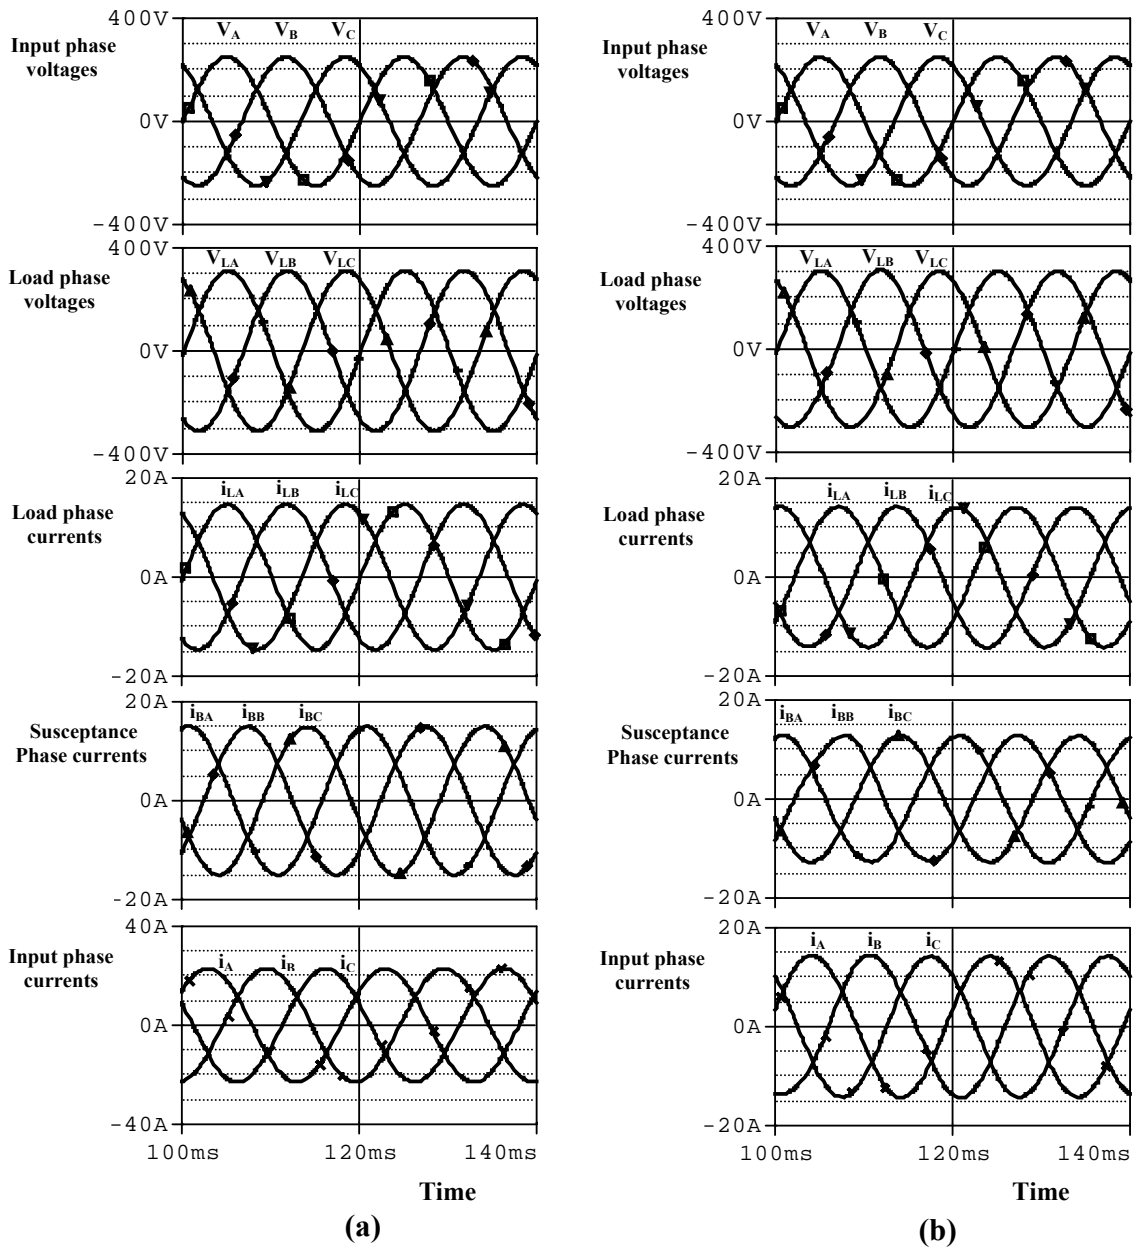 400V
V_A V_B V_C
Input phase
voltages
0V
-400V
400V
V_LA V_LB V_LC
Load phase
voltages
0V
-400V
20A
i_LA i_LB i_LC
Load phase
currents
0A
-20A
20A
i_BA i_BB i_BC
Susceptance
Phase currents
0A
-20A
40A
i_A i_B i_C
Input phase
currents
0A
-40A
100ms 120ms 140ms
Time
(a)
400V
V_A V_B V_C
Input phase
voltages
0V
-400V
400V
V_LA V_LB V_LC
Load phase
voltages
0V
-400V
20A
i_LA i_LB i_LC
Load phase
currents
0A
-20A
20A
i_BA i_BB i_BC
Susceptance
Phase currents
0A
-20A
20A
i_A i_B i_C
Input phase
currents
0A
-20A
100ms 120ms 140ms
Time
(b)